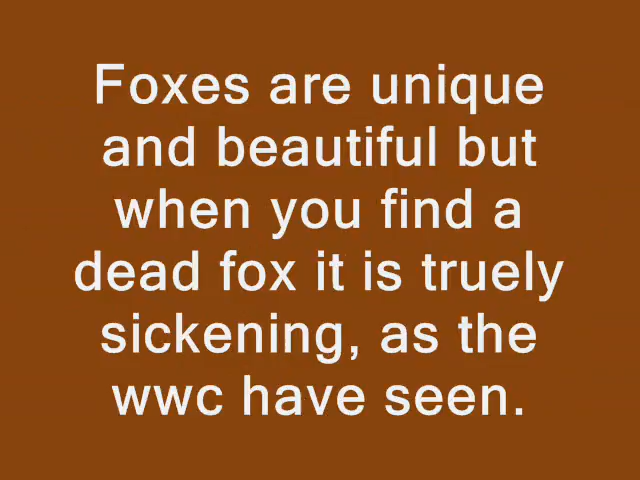 Foxes are unique
and beautiful but
when you find a
dead fox it is truely
sickening, as the
wwc have seen.